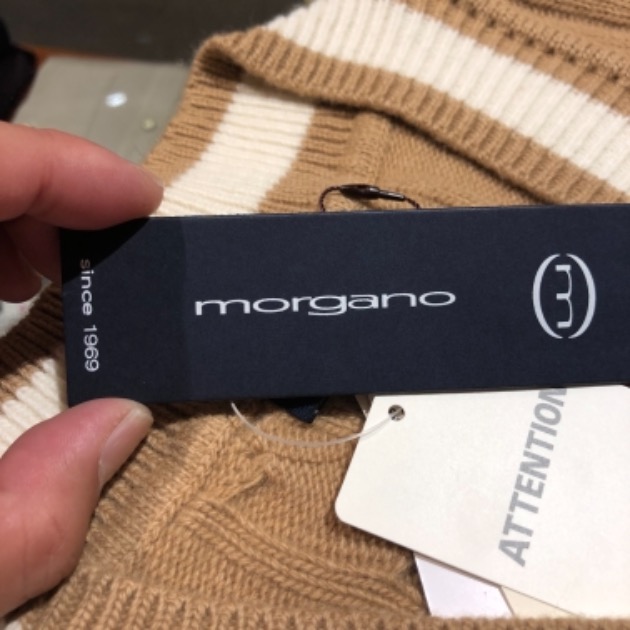 since 1969
morgano
m
ATTENTION